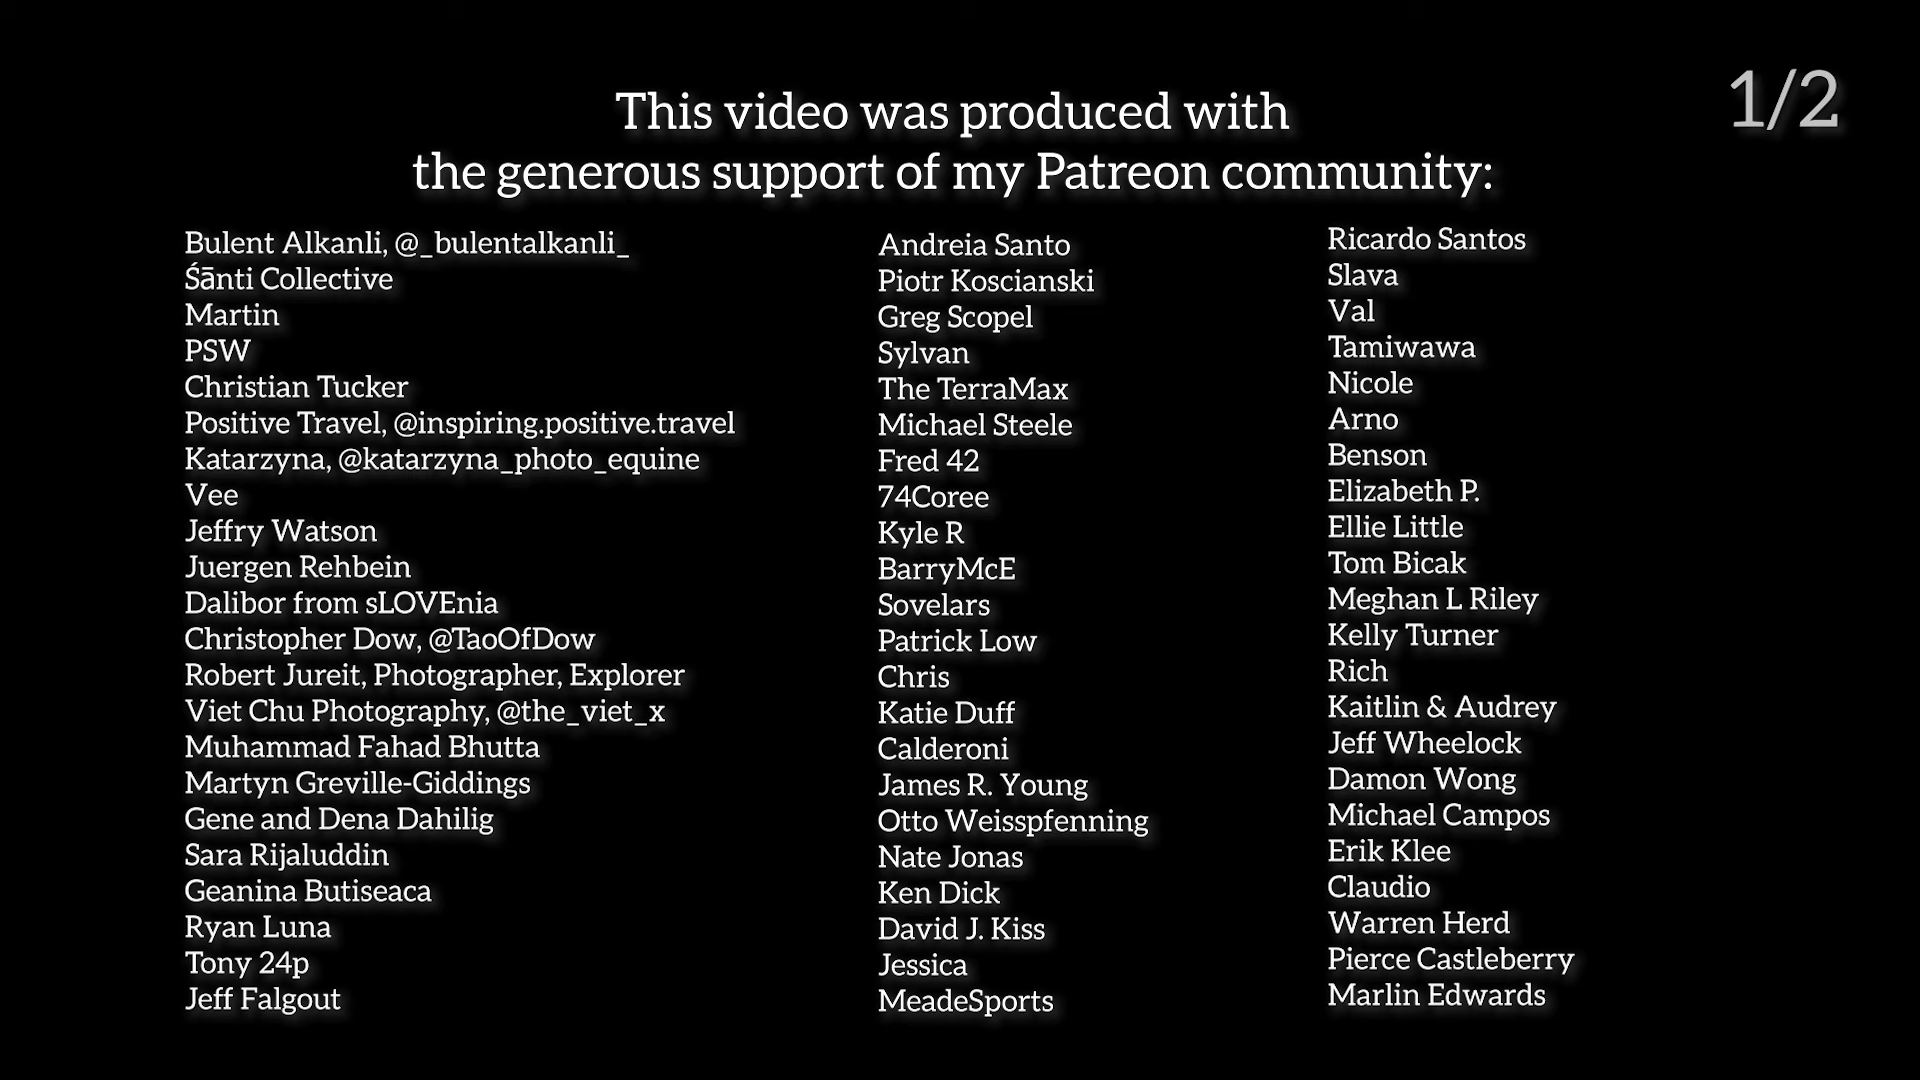 1/2
This video was produced with
the generous support of my Patreon community:
Bulent Alkanli, @_bulentalkanli_
Śānti Collective
Martin
PSW
Christian Tucker
Positive Travel, @inspiring.positive.travel
Katarzyna, @katarzyna_photo_equine
Vee
Jeffry Watson
Juergen Rehbein
Dalibor from sLOVEnia
Christopher Dow, @TaoOfDow
Robert Jureit, Photographer, Explorer
Viet Chu Photography, @the_viet_x
Muhammad Fahad Bhutta
Martyn Greville-Giddings
Gene and Dena Dahilig
Sara Rijaluddin
Geanina Butiseaca
Ryan Luna
Tony 24p
Jeff Falgout
Andreia Santo
Piotr Koscianski
Greg Scopel
Sylvan
The TerraMax
Michael Steele
Fred 42
74Coree
Kyle R
BarryMcE
Sovelars
Patrick Low
Chris
Katie Duff
Calderoni
James R. Young
Otto Weisspfenning
Nate Jonas
Ken Dick
David J. Kiss
Jessica
MeadeSports
Ricardo Santos
Slava
Val
Tamiwawa
Nicole
Arno
Benson
Elizabeth P.
Ellie Little
Tom Bicak
Meghan L Riley
Kelly Turner
Rich
Kaitlin & Audrey
Jeff Wheelock
Damon Wong
Michael Campos
Erik Klee
Claudio
Warren Herd
Pierce Castleberry
Marlin Edwards